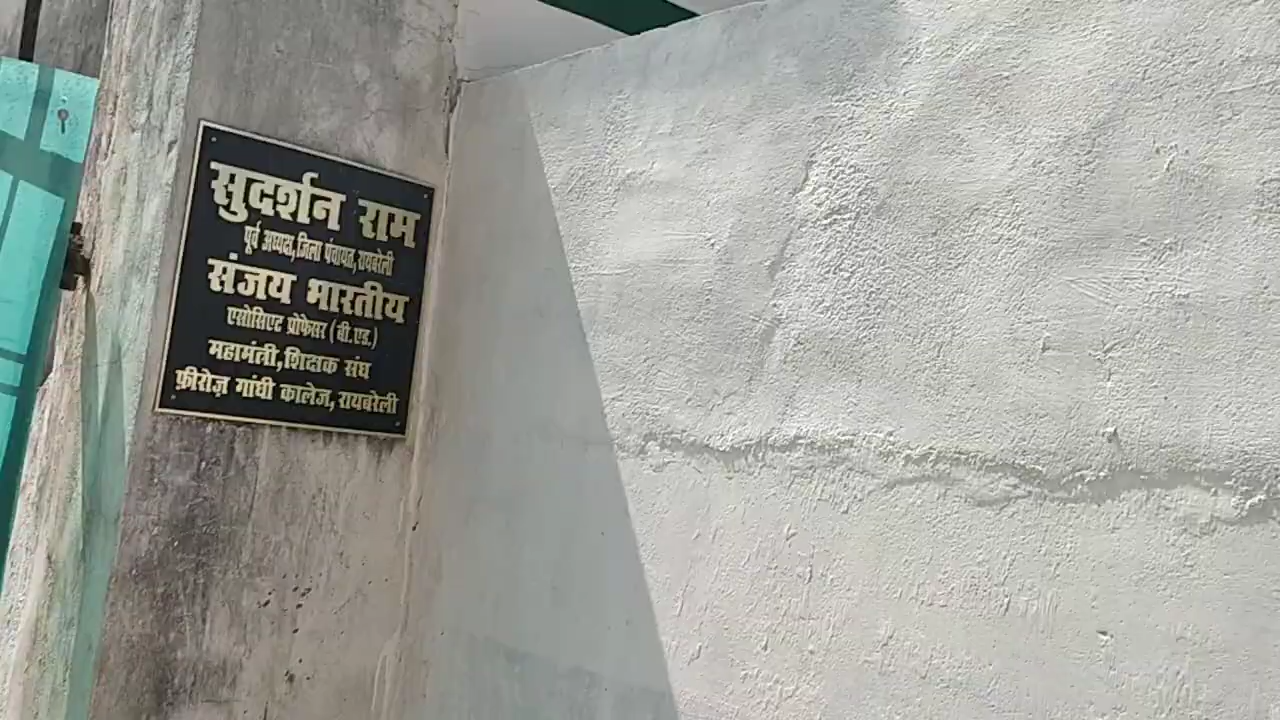 सुदर्शन राम
पूर्व अध्यक्ष,जिला पंचायत,रायबरेली
संजय भारतीय
एसोसिएट प्रोफेसर (बी.एड.)
महामंत्री,शिक्षक संघ
फ़ीरोज़ गांधी कालेज, रायबरेली